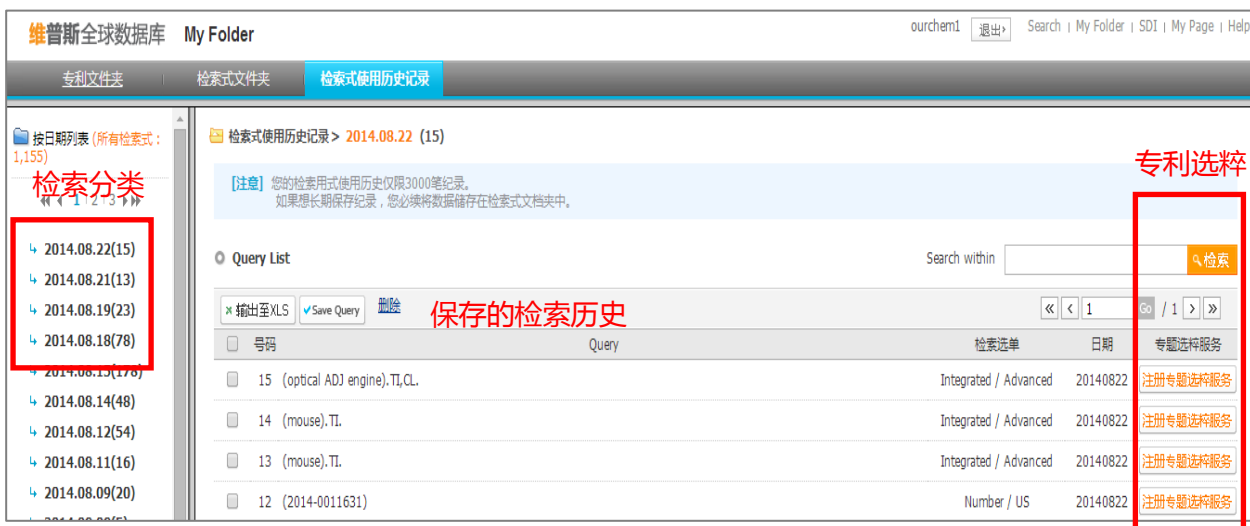 维普斯全球数据库 My Folder
ourchem1 退出 Search | My Folder | SDI | My Page | Help
专利文件夹 检索式文件夹 检索式使用历史记录
按日期列表 (所有检索式 :
1,155)
检索分类
1 2 3
2014.08.22(15)
2014.08.21(13)
2014.08.19(23)
2014.08.18(78)
2014.08.15(178)
2014.08.14(48)
2014.08.12(54)
2014.08.11(16)
2014.08.09(20)
检索式使用历史记录 > 2014.08.22 (15)
专利选粹
[注意] 您的检索用式使用历史仅限3000笔纪录。
如果想长期保存纪录，您必须将数据储存在检索式文档夹中。
Query List
Search within 检索
输出至XLS Save Query 删除
保存的检索历史
1 Go / 1
号码 Query 检索选单 日期 专题选粹服务
15 (optical ADJ engine).TI,CL. Integrated / Advanced 20140822 注册专题选粹服务
14 (mouse).TI. Integrated / Advanced 20140822 注册专题选粹服务
13 (mouse).TI. Integrated / Advanced 20140822 注册专题选粹服务
12 (2014-0011631) Number / US 20140822 注册专题选粹服务